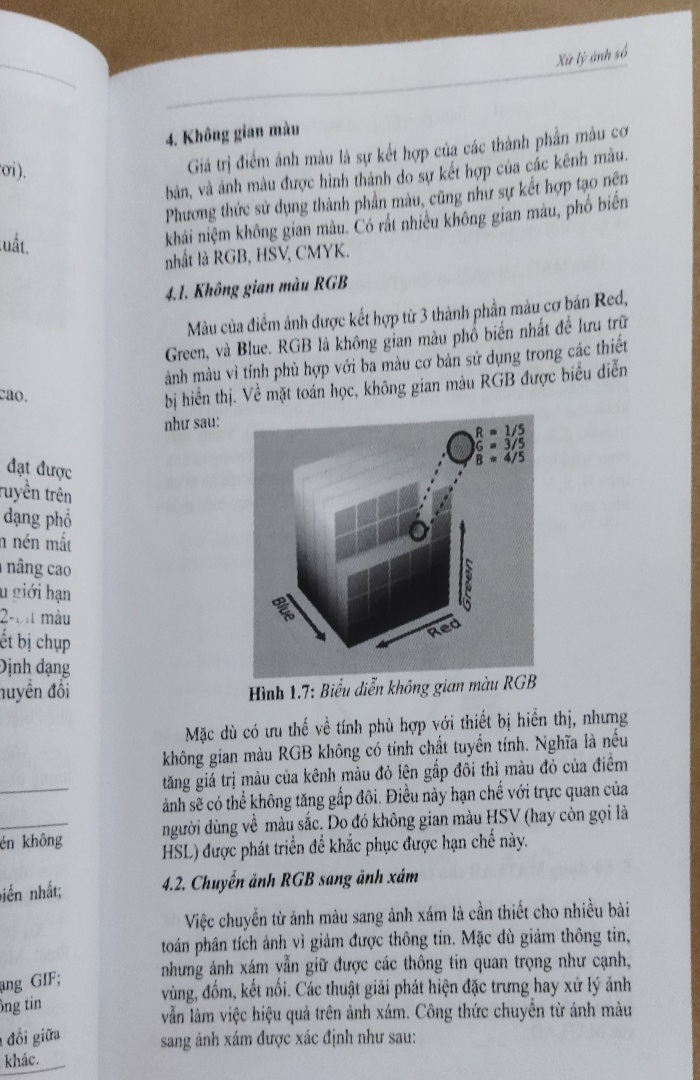 ơi).
uất.
cao.
đạt được
ruyền trên
dạng phổ
n nén mất
nâng cao
u giới hạn
màu
ết bị chụp
Định dạng
huyển đổi
én không
biến nhất;
ạng GIF;
ông tin
đổi giữa
khác.
Xử lý ảnh số
4. Không gian màu
Giá trị điểm ảnh màu là sự kết hợp của các thành phần màu cơ
bản, và ảnh màu được hình thành do sự kết hợp của các kênh màu.
Phương thức sử dụng thành phần màu, cũng như sự kết hợp tạo nên
khái niệm không gian màu. Có rất nhiều không gian màu, phổ biến
nhất là RGB, HSV, CMYK.
4.1. Không gian màu RGB
Màu của điểm ảnh được kết hợp từ 3 thành phần màu cơ bản Red,
Green, và Blue. RGB là không gian màu phổ biến nhất để lưu trữ
ảnh màu vì tính phù hợp với ba màu cơ bản sử dụng trong các thiết
bị hiển thị. Về mặt toán học, không gian màu RGB được biểu diễn
như sau:
R = 1/5
G = 3/5
B = 4/5
Blue
Red
Green
Hình 1.7: Biểu diễn không gian màu RGB
Mặc dù có ưu thế về tính phù hợp với thiết bị hiển thị, nhưng
không gian màu RGB không có tính chất tuyến tính. Nghĩa là nếu
tăng giá trị màu của kênh màu đỏ lên gấp đôi thì màu đỏ của điểm
ảnh sẽ có thể không tăng gấp đôi. Điều này hạn chế với trực quan của
người dùng về màu sắc. Do đó không gian màu HSV (hay còn gọi là
HSL) được phát triển để khắc phục được hạn chế này.
4.2. Chuyển ảnh RGB sang ảnh xám
Việc chuyển từ ảnh màu sang ảnh xám là cần thiết cho nhiều bài
toán phân tích ảnh vì giảm được thông tin. Mặc dù giảm thông tin,
nhưng ảnh xám vẫn giữ được các thông tin quan trọng như cạnh,
vùng, đốm, kết nối. Các thuật giải phát hiện đặc trưng hay xử lý ảnh
vẫn làm việc hiệu quả trên ảnh xám. Công thức chuyển từ ảnh màu
sang ảnh xám được xác định như sau: